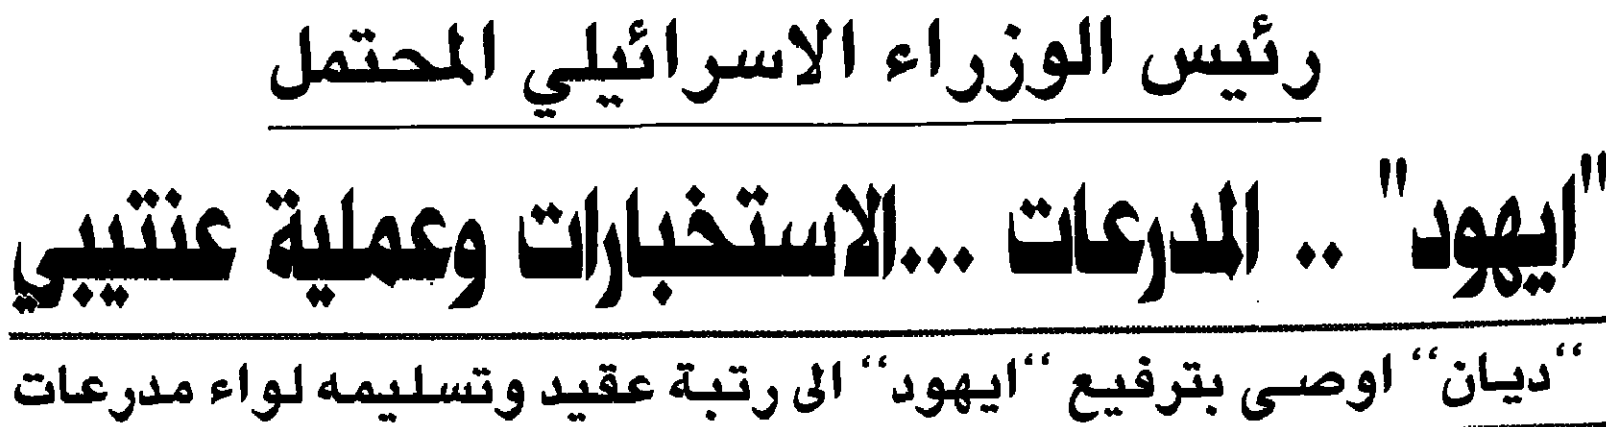 رئيس الوزراء الاسرائيلي المحتمل
"ايهود" .. المدرعات ...الاستخبارات وعملية عنتيبي
“ديان” اوصى بترفيع “ايهود” الى رتبة عقيد وتسليمه لواء مدرعات